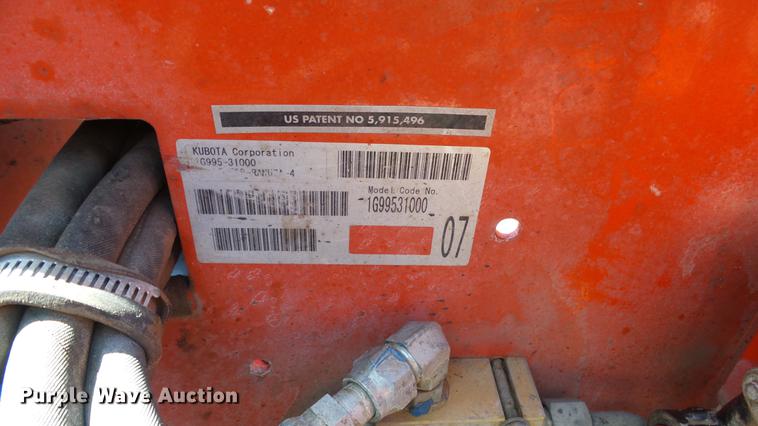 US PATENT NO 5,915,496
KUBOTA Corporation
1G995-31000
Model Code No.
1G99531000
07
Purple Wave Auction